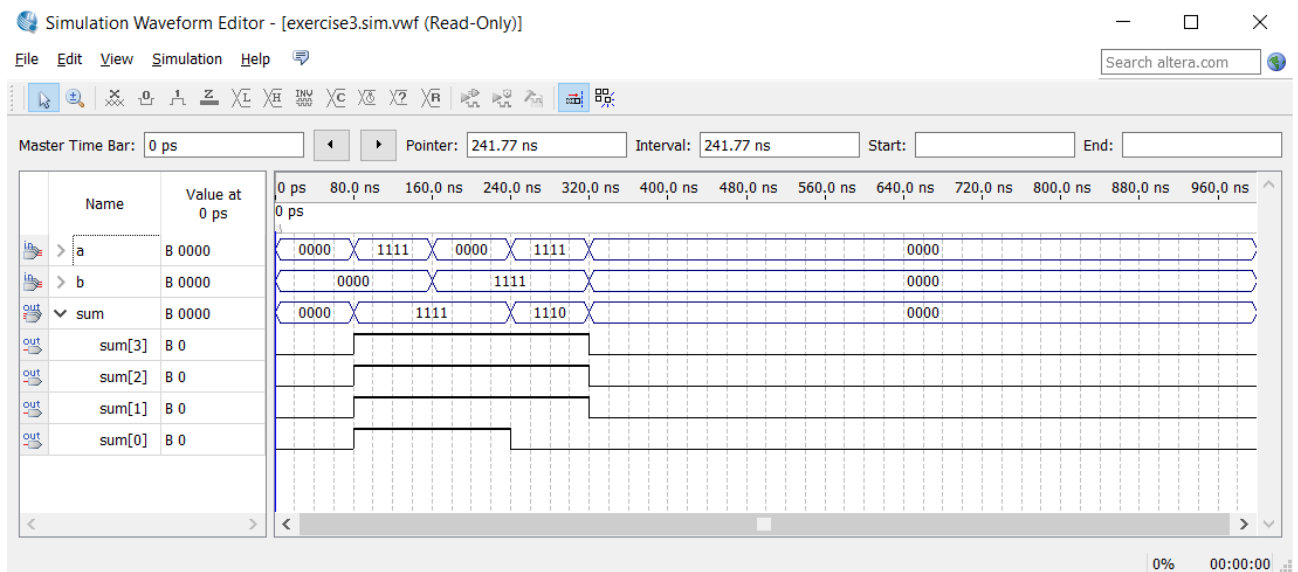 Simulation Waveform Editor - [exercise3.sim.vwf (Read-Only)]
File Edit View Simulation Help
Search altera.com
Master Time Bar: 0 ps Pointer: 241.77 ns Interval: 241.77 ns Start: End:
Name Value at 0 ps
0 ps 80.0 ns 160.0 ns 240.0 ns 320.0 ns 400.0 ns 480.0 ns 560.0 ns 640.0 ns 720.0 ns 800.0 ns 880.0 ns 960.0 ns
0 ps
a B 0000 0000 1111 0000 1111 0000
b B 0000 0000 1111 0000
sum B 0000 0000 1111 1110 0000
sum[3] B 0
sum[2] B 0
sum[1] B 0
sum[0] B 0
0% 00:00:00